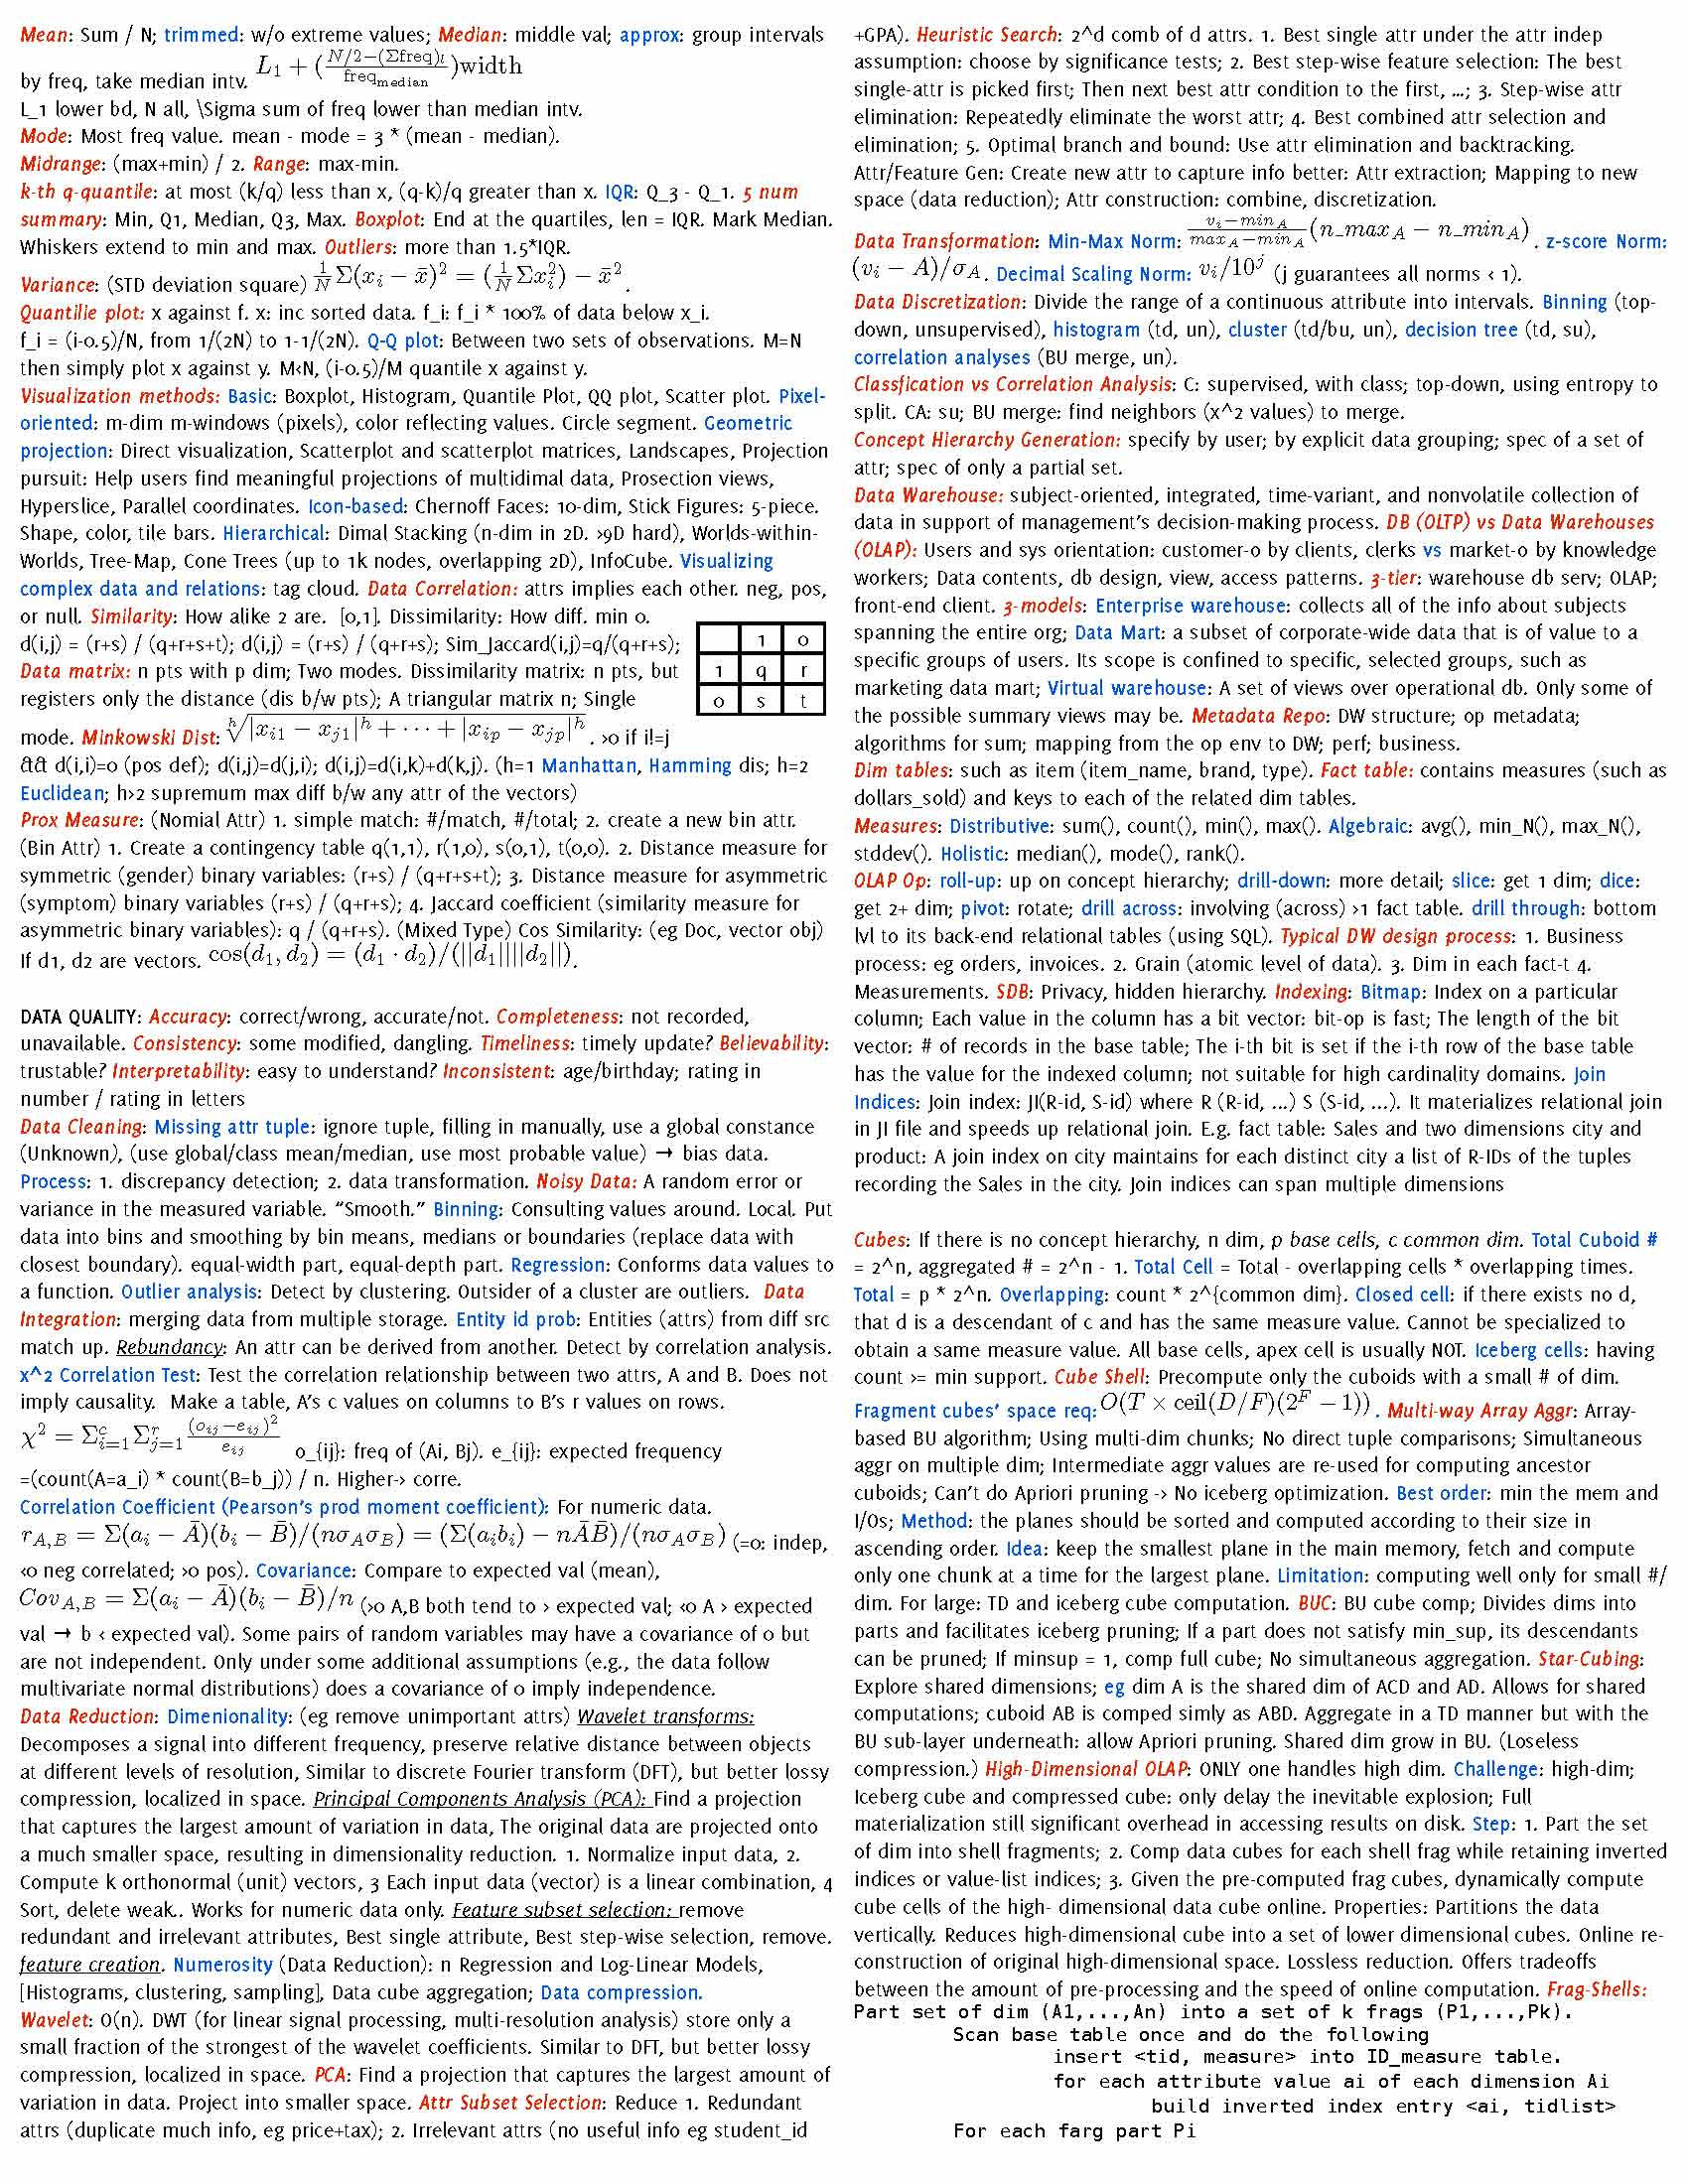 Mean: Sum / N; trimmed: w/o extreme values; Median: middle val; approx: group intervals
by freq, take median intv. L_1 + (\frac{N/2-(Σfreq)_l}{freq_{median}})width
L_1 lower bd, N all, \Sigma sum of freq lower than median intv.
Mode: Most freq value. mean - mode = 3 * (mean - median).
Midrange: (max+min) / 2. Range: max-min.
k-th q-quantile: at most (k/q) less than x, (q-k)/q greater than x. IQR: Q_3 - Q_1. 5 num
summary: Min, Q1, Median, Q3, Max. Boxplot: End at the quartiles, len = IQR. Mark Median.
Whiskers extend to min and max. Outliers: more than 1.5*IQR.
Variance: (STD deviation square) \frac{1}{N}Σ(x_i − x̄)^2 = (\frac{1}{N}Σx_i^2) − x̄^2 .
Quantilie plot: x against f. x: inc sorted data. f_i: f_i * 100% of data below x_i.
f_i = (i-0.5)/N, from 1/(2N) to 1-1/(2N). Q-Q plot: Between two sets of observations. M=N
then simply plot x against y. M<N, (i-0.5)/M quantile x against y.
Visualization methods: Basic: Boxplot, Histogram, Quantile Plot, QQ plot, Scatter plot. Pixel-
oriented: m-dim m-windows (pixels), color reflecting values. Circle segment. Geometric
projection: Direct visualization, Scatterplot and scatterplot matrices, Landscapes, Projection
pursuit: Help users find meaningful projections of multidimal data, Prosection views,
Hyperslice, Parallel coordinates. Icon-based: Chernoff Faces: 10-dim, Stick Figures: 5-piece.
Shape, color, tile bars. Hierarchical: Dimal Stacking (n-dim in 2D. >9D hard), Worlds-within-
Worlds, Tree-Map, Cone Trees (up to 1k nodes, overlapping 2D), InfoCube. Visualizing
complex data and relations: tag cloud. Data Correlation: attrs implies each other. neg, pos,
or null. Similarity: How alike 2 are. [0,1]. Dissimilarity: How diff. min 0.
d(i,j) = (r+s) / (q+r+s+t); d(i,j) = (r+s) / (q+r+s); Sim_Jaccard(i,j)=q/(q+r+s);
1 0
1 q r
0 s t
Data matrix: n pts with p dim; Two modes. Dissimilarity matrix: n pts, but
registers only the distance (dis b/w pts); A triangular matrix n; Single
mode. Minkowski Dist: \sqrt[h]{|x_{i1} − x_{j1}|^h + ··· + |x_{ip} − x_{jp}|^h} . >0 if i!=j
&& d(i,i)=0 (pos def); d(i,j)=d(j,i); d(i,j)=d(i,k)+d(k,j). (h=1 Manhattan, Hamming dis; h=2
Euclidean; h>2 supremum max diff b/w any attr of the vectors)
Prox Measure: (Nomial Attr) 1. simple match: #/match, #/total; 2. create a new bin attr.
(Bin Attr) 1. Create a contingency table q(1,1), r(1,0), s(0,1), t(0,0). 2. Distance measure for
symmetric (gender) binary variables: (r+s) / (q+r+s+t); 3. Distance measure for asymmetric
(symptom) binary variables (r+s) / (q+r+s); 4. Jaccard coefficient (similarity measure for
asymmetric binary variables): q / (q+r+s). (Mixed Type) Cos Similarity: (eg Doc, vector obj)
If d1, d2 are vectors. cos(d_1, d_2) = (d_1 · d_2)/(||d_1||||d_2||).
DATA QUALITY: Accuracy: correct/wrong, accurate/not. Completeness: not recorded,
unavailable. Consistency: some modified, dangling. Timeliness: timely update? Believability:
trustable? Interpretability: easy to understand? Inconsistent: age/birthday; rating in
number / rating in letters
Data Cleaning: Missing attr tuple: ignore tuple, filling in manually, use a global constance
(Unknown), (use global/class mean/median, use most probable value) → bias data.
Process: 1. discrepancy detection; 2. data transformation. Noisy Data: A random error or
variance in the measured variable. “Smooth.” Binning: Consulting values around. Local. Put
data into bins and smoothing by bin means, medians or boundaries (replace data with
closest boundary). equal-width part, equal-depth part. Regression: Conforms data values to
a function. Outlier analysis: Detect by clustering. Outsider of a cluster are outliers. Data
Integration: merging data from multiple storage. Entity id prob: Entities (attrs) from diff src
match up. Rebundancy: An attr can be derived from another. Detect by correlation analysis.
x^2 Correlation Test: Test the correlation relationship between two attrs, A and B. Does not
imply causality. Make a table, A's c values on columns to B's r values on rows.
χ^2 = Σ_{i=1}^c Σ_{j=1}^r \frac{(o_{ij}−e_{ij})^2}{e_{ij}} o_{ij}: freq of (Ai, Bj). e_{ij}: expected frequency
=(count(A=a_i) * count(B=b_j)) / n. Higher-> corre.
Correlation Coefficient (Pearson's prod moment coefficient): For numeric data.
r_{A,B} = Σ(a_i − Ā)(b_i − B̄)/(nσ_Aσ_B) = (Σ(a_ib_i) − nĀB̄)/(nσ_Aσ_B) (=0: indep,
<0 neg correlated; >0 pos). Covariance: Compare to expected val (mean),
Cov_{A,B} = Σ(a_i − Ā)(b_i − B̄)/n (>0 A,B both tend to > expected val; <0 A > expected
val → b < expected val). Some pairs of random variables may have a covariance of 0 but
are not independent. Only under some additional assumptions (e.g., the data follow
multivariate normal distributions) does a covariance of 0 imply independence.
Data Reduction: Dimenionality: (eg remove unimportant attrs) Wavelet transforms:
Decomposes a signal into different frequency, preserve relative distance between objects
at different levels of resolution, Similar to discrete Fourier transform (DFT), but better lossy
compression, localized in space. Principal Components Analysis (PCA): Find a projection
that captures the largest amount of variation in data, The original data are projected onto
a much smaller space, resulting in dimensionality reduction. 1. Normalize input data, 2.
Compute k orthonormal (unit) vectors, 3 Each input data (vector) is a linear combination, 4
Sort, delete weak.. Works for numeric data only. Feature subset selection: remove
redundant and irrelevant attributes, Best single attribute, Best step-wise selection, remove.
feature creation. Numerosity (Data Reduction): n Regression and Log-Linear Models,
[Histograms, clustering, sampling], Data cube aggregation; Data compression.
Wavelet: O(n). DWT (for linear signal processing, multi-resolution analysis) store only a
small fraction of the strongest of the wavelet coefficients. Similar to DFT, but better lossy
compression, localized in space. PCA: Find a projection that captures the largest amount of
variation in data. Project into smaller space. Attr Subset Selection: Reduce 1. Redundant
attrs (duplicate much info, eg price+tax); 2. Irrelevant attrs (no useful info eg student_id
+GPA). Heuristic Search: 2^d comb of d attrs. 1. Best single attr under the attr indep
assumption: choose by significance tests; 2. Best step-wise feature selection: The best
single-attr is picked first; Then next best attr condition to the first, ...; 3. Step-wise attr
elimination: Repeatedly eliminate the worst attr; 4. Best combined attr selection and
elimination; 5. Optimal branch and bound: Use attr elimination and backtracking.
Attr/Feature Gen: Create new attr to capture info better: Attr extraction; Mapping to new
space (data reduction); Attr construction: combine, discretization.
Data Transformation: Min-Max Norm: \frac{v_i−min_A}{max_A−min_A}(n_max_A − n_min_A) . z-score Norm:
(v_i − A)/σ_A. Decimal Scaling Norm: v_i/10^j (j guarantees all norms < 1).
Data Discretization: Divide the range of a continuous attribute into intervals. Binning (top-
down, unsupervised), histogram (td, un), cluster (td/bu, un), decision tree (td, su),
correlation analyses (BU merge, un).
Classfication vs Correlation Analysis: C: supervised, with class; top-down, using entropy to
split. CA: su; BU merge: find neighbors (x^2 values) to merge.
Concept Hierarchy Generation: specify by user; by explicit data grouping; spec of a set of
attr; spec of only a partial set.
Data Warehouse: subject-oriented, integrated, time-variant, and nonvolatile collection of
data in support of management's decision-making process. DB (OLTP) vs Data Warehouses
(OLAP): Users and sys orientation: customer-o by clients, clerks vs market-o by knowledge
workers; Data contents, db design, view, access patterns. 3-tier: warehouse db serv; OLAP;
front-end client. 3-models: Enterprise warehouse: collects all of the info about subjects
spanning the entire org; Data Mart: a subset of corporate-wide data that is of value to a
specific groups of users. Its scope is confined to specific, selected groups, such as
marketing data mart; Virtual warehouse: A set of views over operational db. Only some of
the possible summary views may be. Metadata Repo: DW structure; op metadata;
algorithms for sum; mapping from the op env to DW; perf; business.
Dim tables: such as item (item_name, brand, type). Fact table: contains measures (such as
dollars_sold) and keys to each of the related dim tables.
Measures: Distributive: sum(), count(), min(), max(). Algebraic: avg(), min_N(), max_N(),
stddev(). Holistic: median(), mode(), rank().
OLAP Op: roll-up: up on concept hierarchy; drill-down: more detail; slice: get 1 dim; dice:
get 2+ dim; pivot: rotate; drill across: involving (across) >1 fact table. drill through: bottom
lvl to its back-end relational tables (using SQL). Typical DW design process: 1. Business
process: eg orders, invoices. 2. Grain (atomic level of data). 3. Dim in each fact-t 4.
Measurements. SDB: Privacy, hidden hierarchy. Indexing: Bitmap: Index on a particular
column; Each value in the column has a bit vector: bit-op is fast; The length of the bit
vector: # of records in the base table; The i-th bit is set if the i-th row of the base table
has the value for the indexed column; not suitable for high cardinality domains. Join
Indices: Join index: JI(R-id, S-id) where R (R-id, ...) S (S-id, ...). It materializes relational join
in JI file and speeds up relational join. E.g. fact table: Sales and two dimensions city and
product: A join index on city maintains for each distinct city a list of R-IDs of the tuples
recording the Sales in the city. Join indices can span multiple dimensions
Cubes: If there is no concept hierarchy, n dim, p base cells, c common dim. Total Cuboid #
= 2^n, aggregated # = 2^n - 1. Total Cell = Total - overlapping cells * overlapping times.
Total = p * 2^n. Overlapping: count * 2^{common dim}. Closed cell: if there exists no d,
that d is a descendant of c and has the same measure value. Cannot be specialized to
obtain a same measure value. All base cells, apex cell is usually NOT. Iceberg cells: having
count >= min support. Cube Shell: Precompute only the cuboids with a small # of dim.
Fragment cubes' space req: O(T × ceil(D/F)(2^F − 1)) . Multi-way Array Aggr: Array-
based BU algorithm; Using multi-dim chunks; No direct tuple comparisons; Simultaneous
aggr on multiple dim; Intermediate aggr values are re-used for computing ancestor
cuboids; Can't do Apriori pruning -> No iceberg optimization. Best order: min the mem and
I/Os; Method: the planes should be sorted and computed according to their size in
ascending order. Idea: keep the smallest plane in the main memory, fetch and compute
only one chunk at a time for the largest plane. Limitation: computing well only for small #/
dim. For large: TD and iceberg cube computation. BUC: BU cube comp; Divides dims into
parts and facilitates iceberg pruning; If a part does not satisfy min_sup, its descendants
can be pruned; If minsup = 1, comp full cube; No simultaneous aggregation. Star-Cubing:
Explore shared dimensions; eg dim A is the shared dim of ACD and AD. Allows for shared
computations; cuboid AB is comped simly as ABD. Aggregate in a TD manner but with the
BU sub-layer underneath: allow Apriori pruning. Shared dim grow in BU. (Loseless
compression.) High-Dimensional OLAP: ONLY one handles high dim. Challenge: high-dim;
Iceberg cube and compressed cube: only delay the inevitable explosion; Full
materialization still significant overhead in accessing results on disk. Step: 1. Part the set
of dim into shell fragments; 2. Comp data cubes for each shell frag while retaining inverted
indices or value-list indices; 3. Given the pre-computed frag cubes, dynamically compute
cube cells of the high- dimensional data cube online. Properties: Partitions the data
vertically. Reduces high-dimensional cube into a set of lower dimensional cubes. Online re-
construction of original high-dimensional space. Lossless reduction. Offers tradeoffs
between the amount of pre-processing and the speed of online computation. Frag-Shells:
Part set of dim (A1,...,An) into a set of k frags (P1,...,Pk).
Scan base table once and do the following
insert <tid, measure> into ID_measure table.
for each attribute value ai of each dimension Ai
build inverted index entry <ai, tidlist>
For each farg part Pi